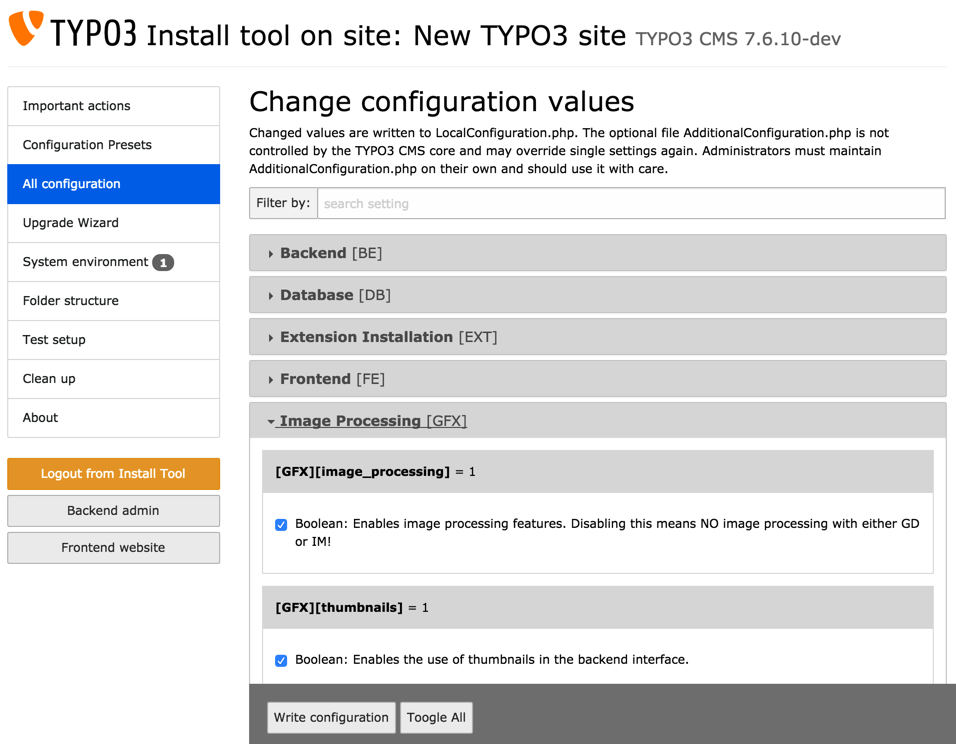 TYPO3 Install tool on site: New TYPO3 site TYPO3 CMS 7.6.10-dev
Important actions
Configuration Presets
All configuration
Upgrade Wizard
System environment 1
Folder structure
Test setup
Clean up
About
Logout from Install Tool
Backend admin
Frontend website
Change configuration values
Changed values are written to LocalConfiguration.php. The optional file AdditionalConfiguration.php is not
controlled by the TYPO3 CMS core and may override single settings again. Administrators must maintain
AdditionalConfiguration.php on their own and should use it with care.
Filter by: search setting
Backend [BE]
Database [DB]
Extension Installation [EXT]
Frontend [FE]
Image Processing [GFX]
[GFX][image_processing] = 1
Boolean: Enables image processing features. Disabling this means NO image processing with either GD
or IM!
[GFX][thumbnails] = 1
Boolean: Enables the use of thumbnails in the backend interface.
Write configuration Toogle All